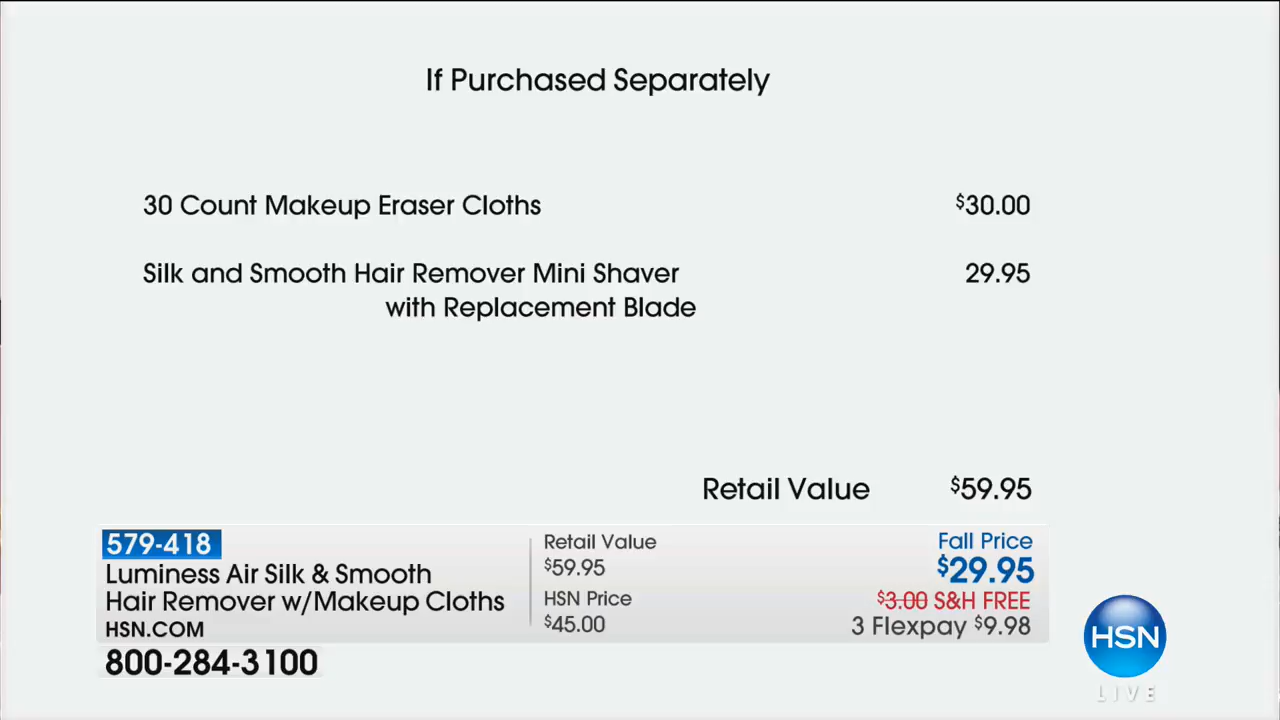 If Purchased Separately
30 Count Makeup Eraser Cloths $30.00
Silk and Smooth Hair Remover Mini Shaver 29.95
with Replacement Blade
Retail Value $59.95
579-418
Luminess Air Silk & Smooth
Hair Remover w/Makeup Cloths
HSN.COM
800-284-3100
Retail Value
$59.95
HSN Price
$45.00
Fall Price
$29.95
$3.00 S&H FREE
3 Flexpay $9.98
HSN
LIVE